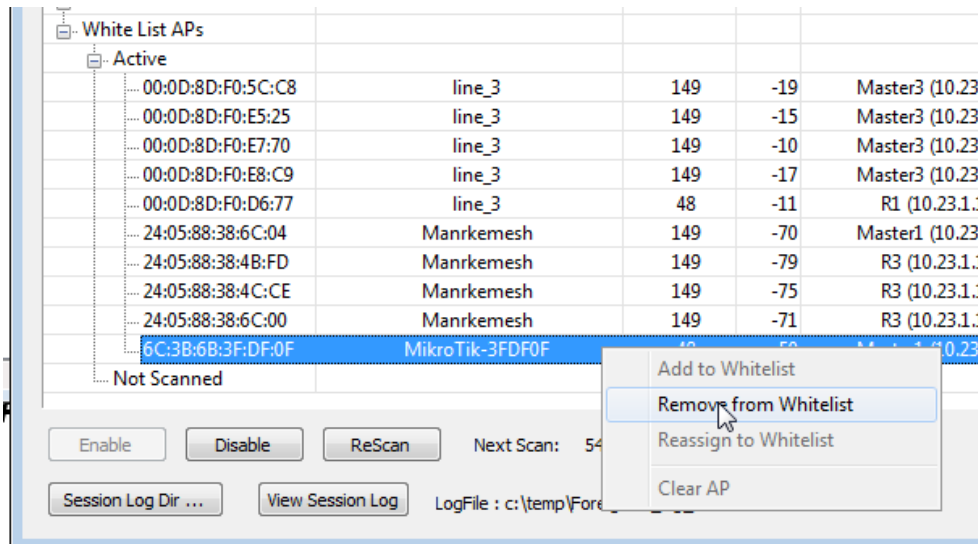 White List APs
Active
00:0D:8D:F0:5C:C8 line_3 149 -19 Master3 (10.23
00:0D:8D:F0:E5:25 line_3 149 -15 Master3 (10.23
00:0D:8D:F0:E7:70 line_3 149 -10 Master3 (10.23
00:0D:8D:F0:E8:C9 line_3 149 -17 Master3 (10.23
00:0D:8D:F0:D6:77 line_3 48 -11 R1 (10.23.1.
24:05:88:38:6C:04 Manrkemesh 149 -70 Master1 (10.23
24:05:88:38:4B:FD Manrkemesh 149 -79 R3 (10.23.1.
24:05:88:38:4C:CE Manrkemesh 149 -75 R3 (10.23.1.
24:05:88:38:6C:00 Manrkemesh 149 -71 R3 (10.23.1.
6C:3B:6B:3F:DF:0F MikroTik-3FDF0F
Not Scanned
Add to Whitelist
Remove from Whitelist
Reassign to Whitelist
Clear AP
Enable Disable ReScan Next Scan: 54
Session Log Dir ... View Session Log LogFile : c:\temp\Fore